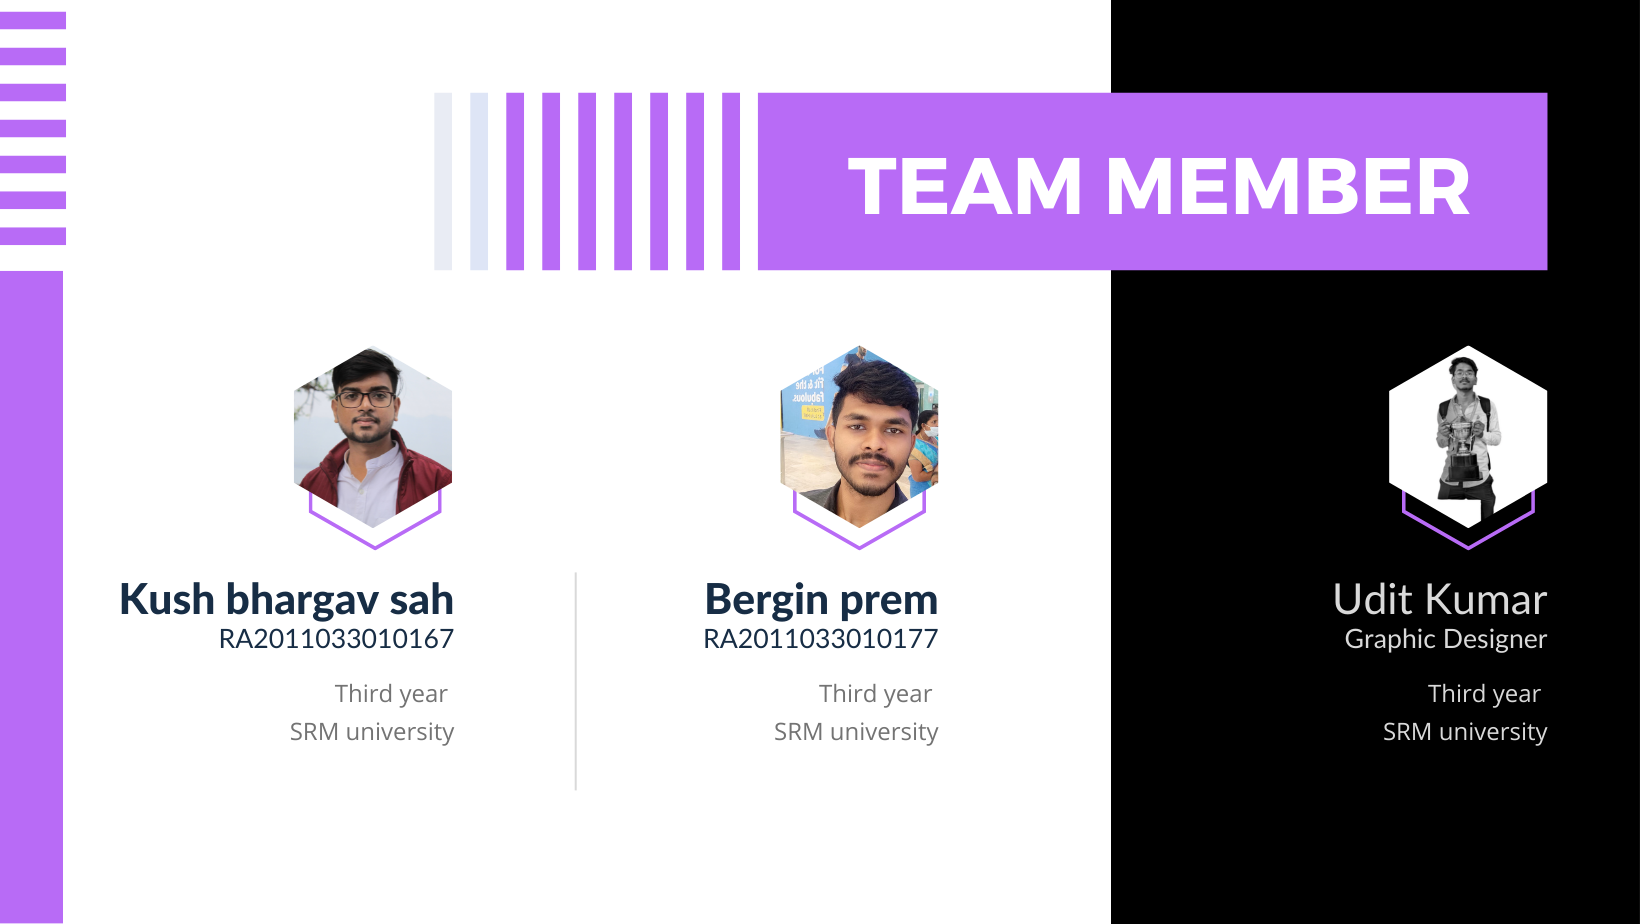 TEAM MEMBER
Kush bhargav sah
RA2011033010167
Third year
SRM university
Bergin prem
RA2011033010177
Third year
SRM university
Udit Kumar
Graphic Designer
Third year
SRM university